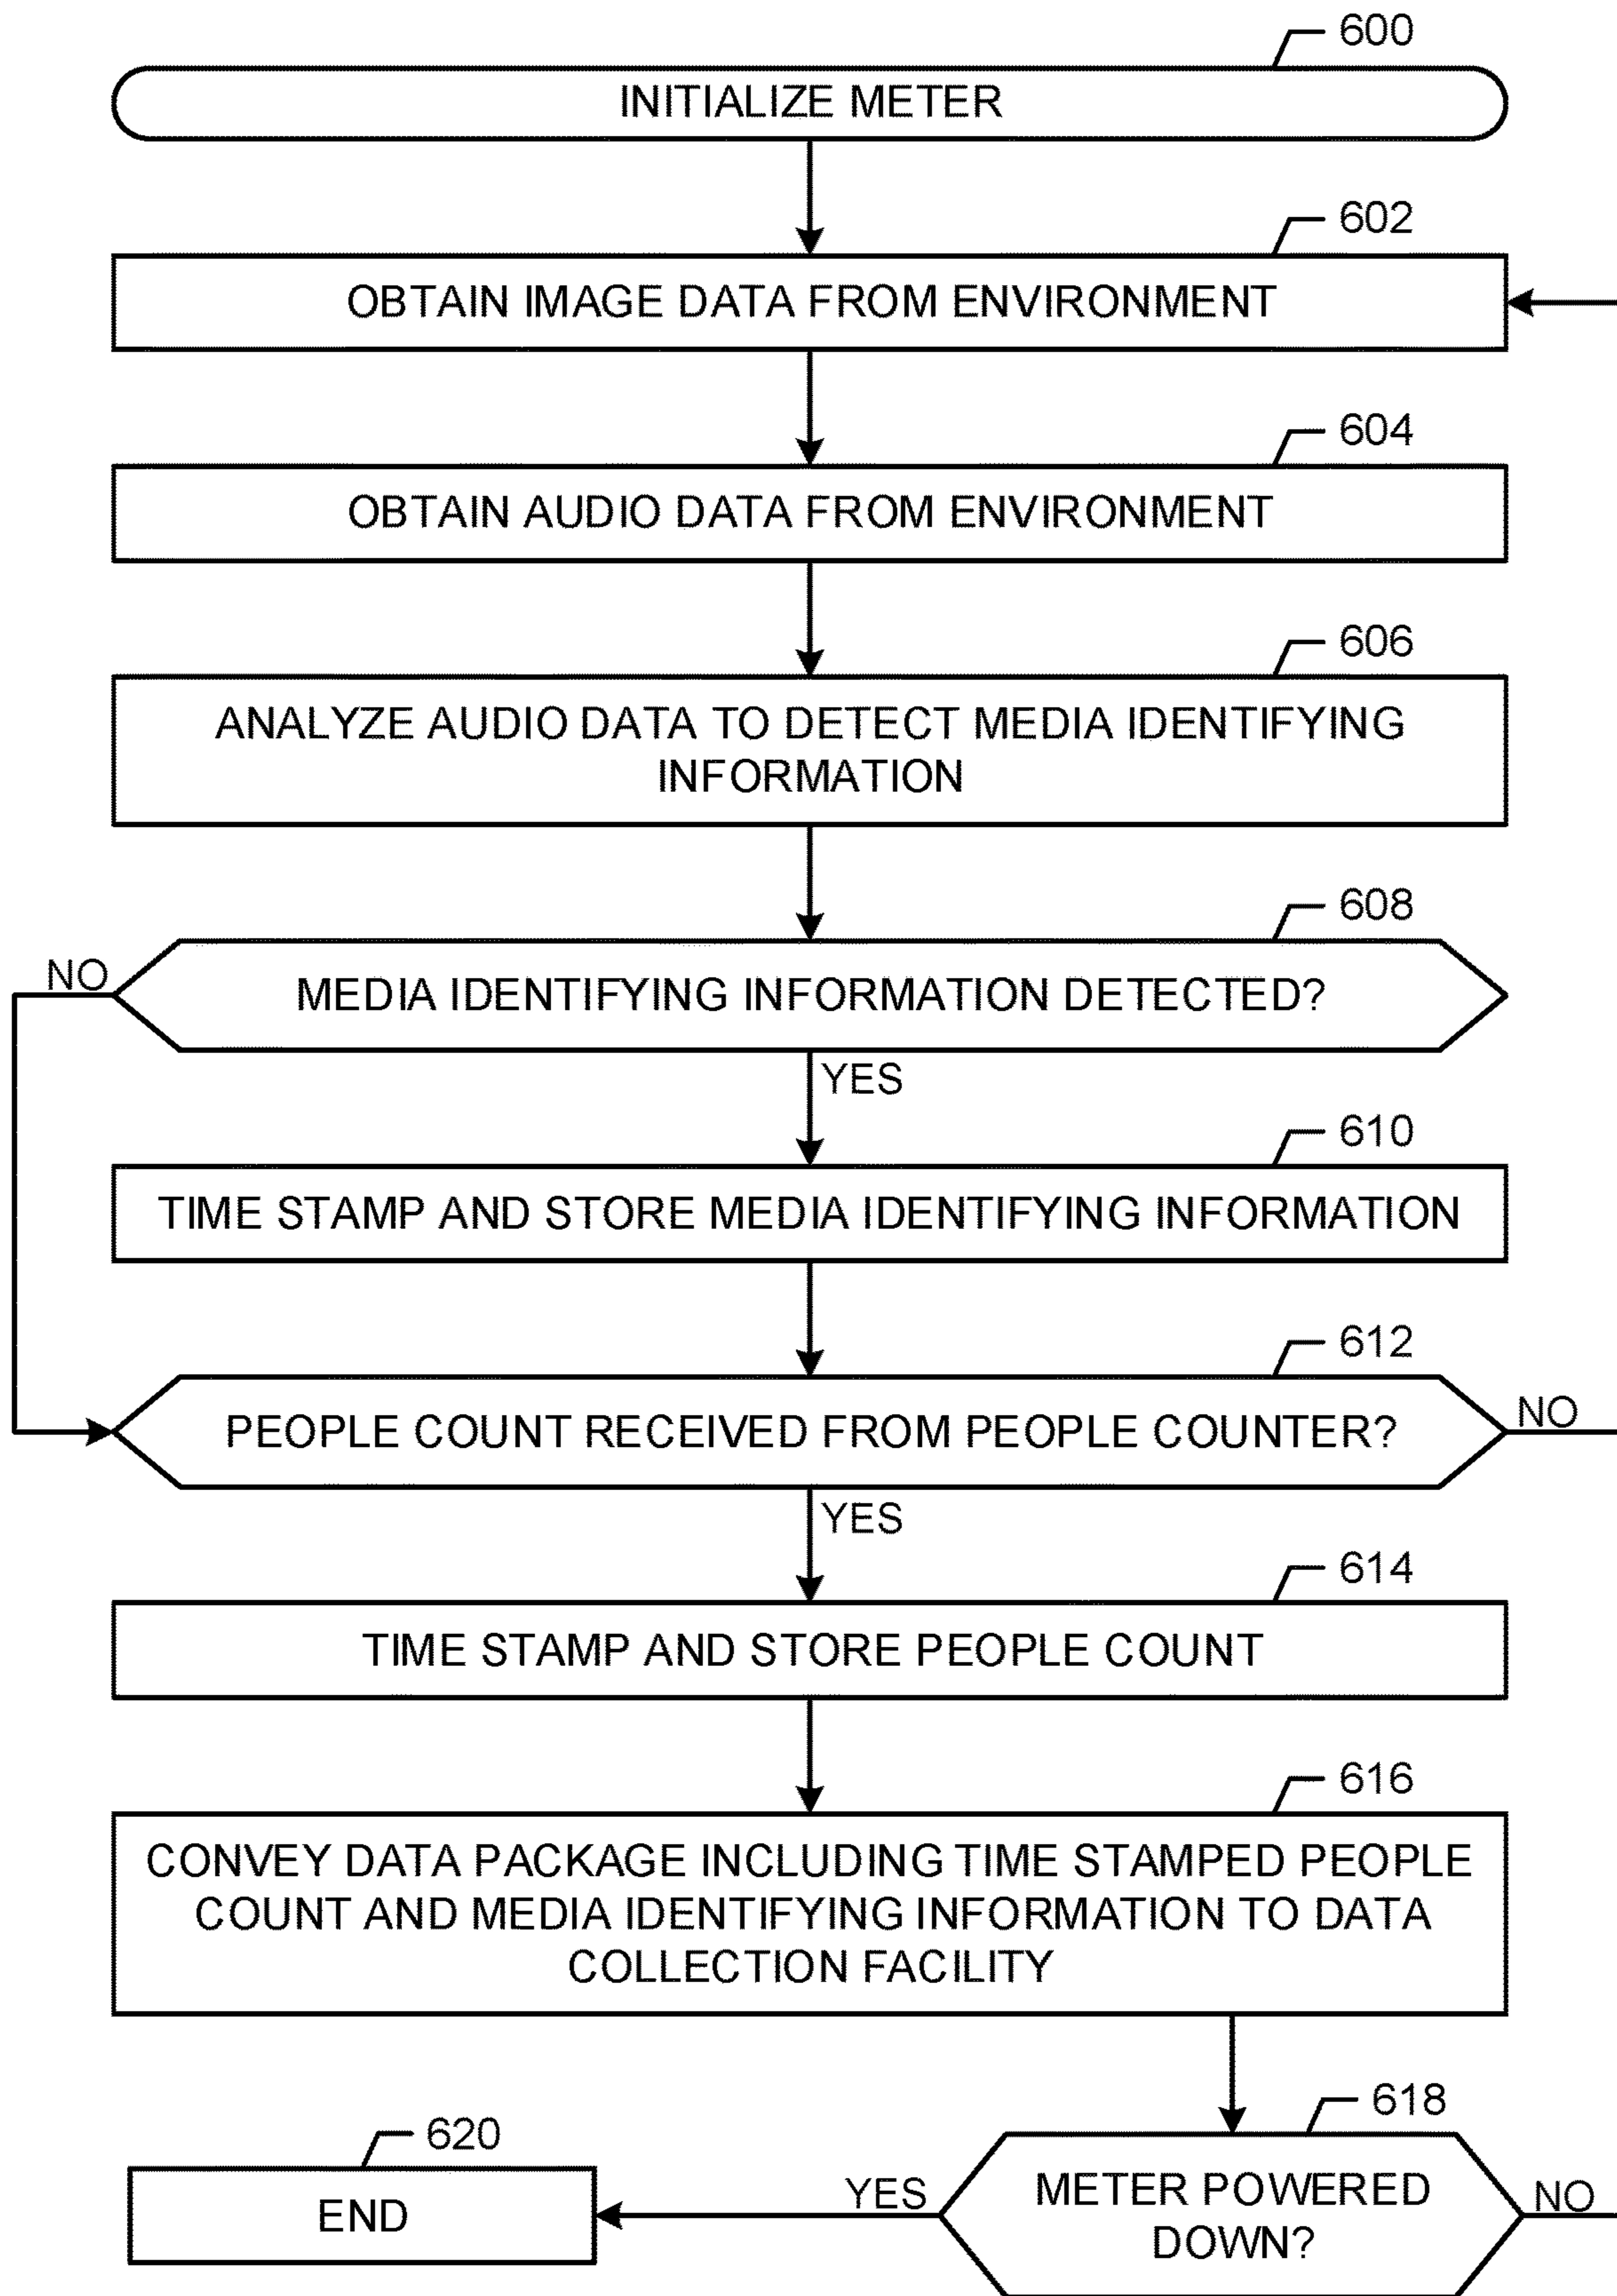 600
INITIALIZE METER
602
OBTAIN IMAGE DATA FROM ENVIRONMENT
604
OBTAIN AUDIO DATA FROM ENVIRONMENT
606
ANALYZE AUDIO DATA TO DETECT MEDIA IDENTIFYING
INFORMATION
608
NO
MEDIA IDENTIFYING INFORMATION DETECTED?
YES
610
TIME STAMP AND STORE MEDIA IDENTIFYING INFORMATION
612
PEOPLE COUNT RECEIVED FROM PEOPLE COUNTER?
NO
YES
614
TIME STAMP AND STORE PEOPLE COUNT
616
CONVEY DATA PACKAGE INCLUDING TIME STAMPED PEOPLE
COUNT AND MEDIA IDENTIFYING INFORMATION TO DATA
COLLECTION FACILITY
618
METER POWERED
DOWN?
NO
YES
620
END